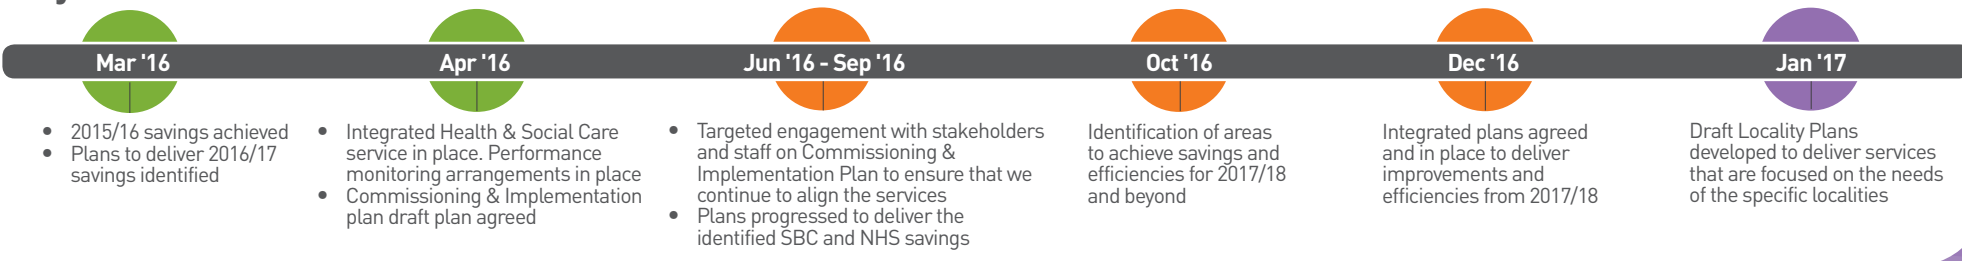 Mar '16
Apr '16
Jun '16 - Sep '16
Oct '16
Dec '16
Jan '17
• 2015/16 savings achieved
• Plans to deliver 2016/17
savings identified
• Integrated Health & Social Care
service in place. Performance
monitoring arrangements in place
• Commissioning & Implementation
plan draft plan agreed
• Targeted engagement with stakeholders
and staff on Commissioning &
Implementation Plan to ensure that we
continue to align the services
• Plans progressed to deliver the
identified SBC and NHS savings
Identification of areas
to achieve savings and
efficiencies for 2017/18
and beyond
Integrated plans agreed
and in place to deliver
improvements and
efficiencies from 2017/18
Draft Locality Plans
developed to deliver services
that are focused on the needs
of the specific localities